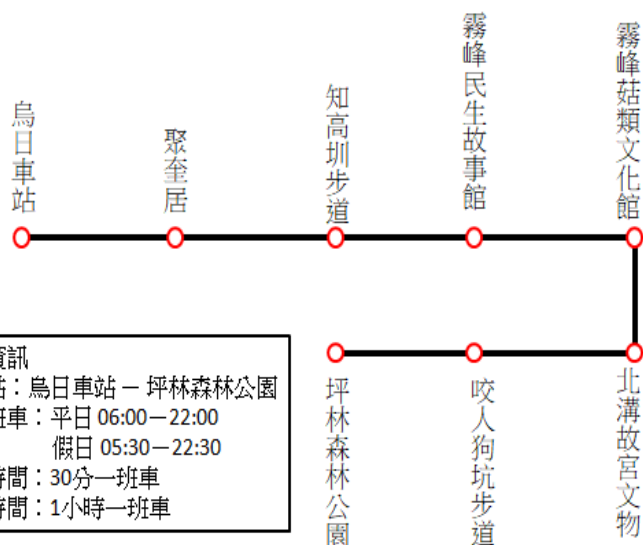 烏日車站
聚奎居
知高圳步道
霧峰民生故事館
霧峰菇類文化館
北溝故宮文物
咬人狗坑步道
坪林森林公園
資訊
站：烏日車站 － 坪林森林公園
班車：平日 06:00－22:00
假日 05:30－22:30
時間：30分一班車
時間：1小時一班車